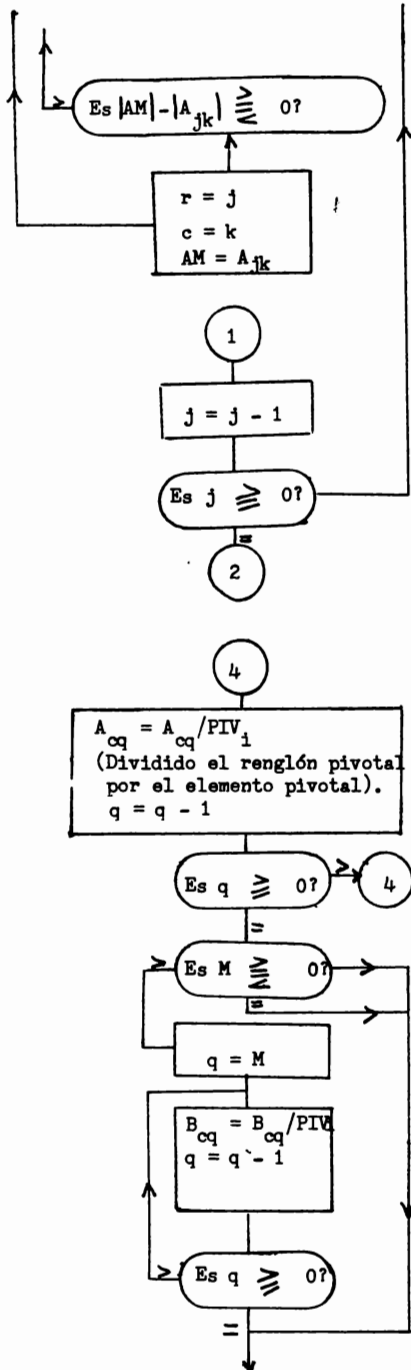 >
Es |AM| - |A_jk| ⋛ 0?
r = j
c = k
AM = A_jk
1
j = j - 1
Es j ⋝ 0?
=
2
4
A_cq = A_cq/PIV_i
(Dividido el renglón pivotal
por el elemento pivotal).
q = q - 1
Es q ⋝ 0?
>
4
=
>
Es M ⋛ 0?
=
q = M
B_cq = B_cq/PIV_i
q = q - 1
>
Es q ⋝ 0?
=